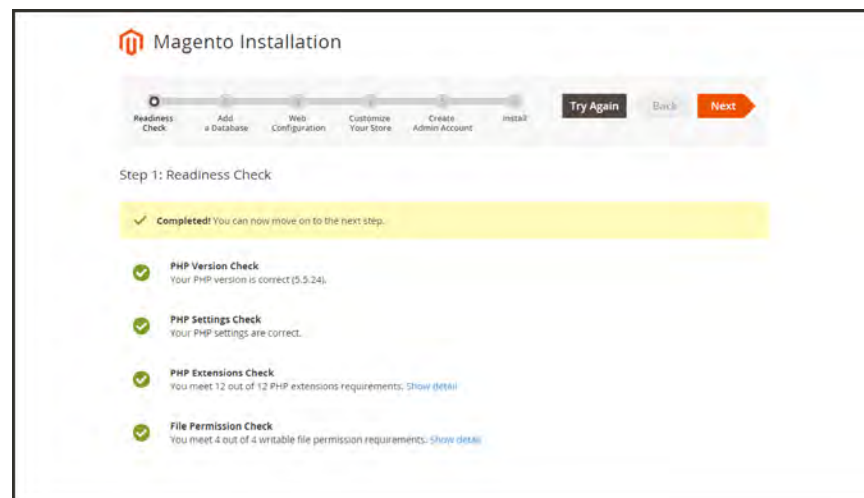 Magento Installation
Readiness Check
Add a Database
Web Configuration
Customize Your Store
Create Admin Account
Install
Try Again
Back
Next
Step 1: Readiness Check
Completed! You can now move on to the next step.
PHP Version Check
Your PHP version is correct (5.5.24).
PHP Settings Check
Your PHP settings are correct.
PHP Extensions Check
You meet 12 out of 12 PHP extensions requirements. Show detail
File Permission Check
You meet 4 out of 4 writable file permission requirements. Show detail